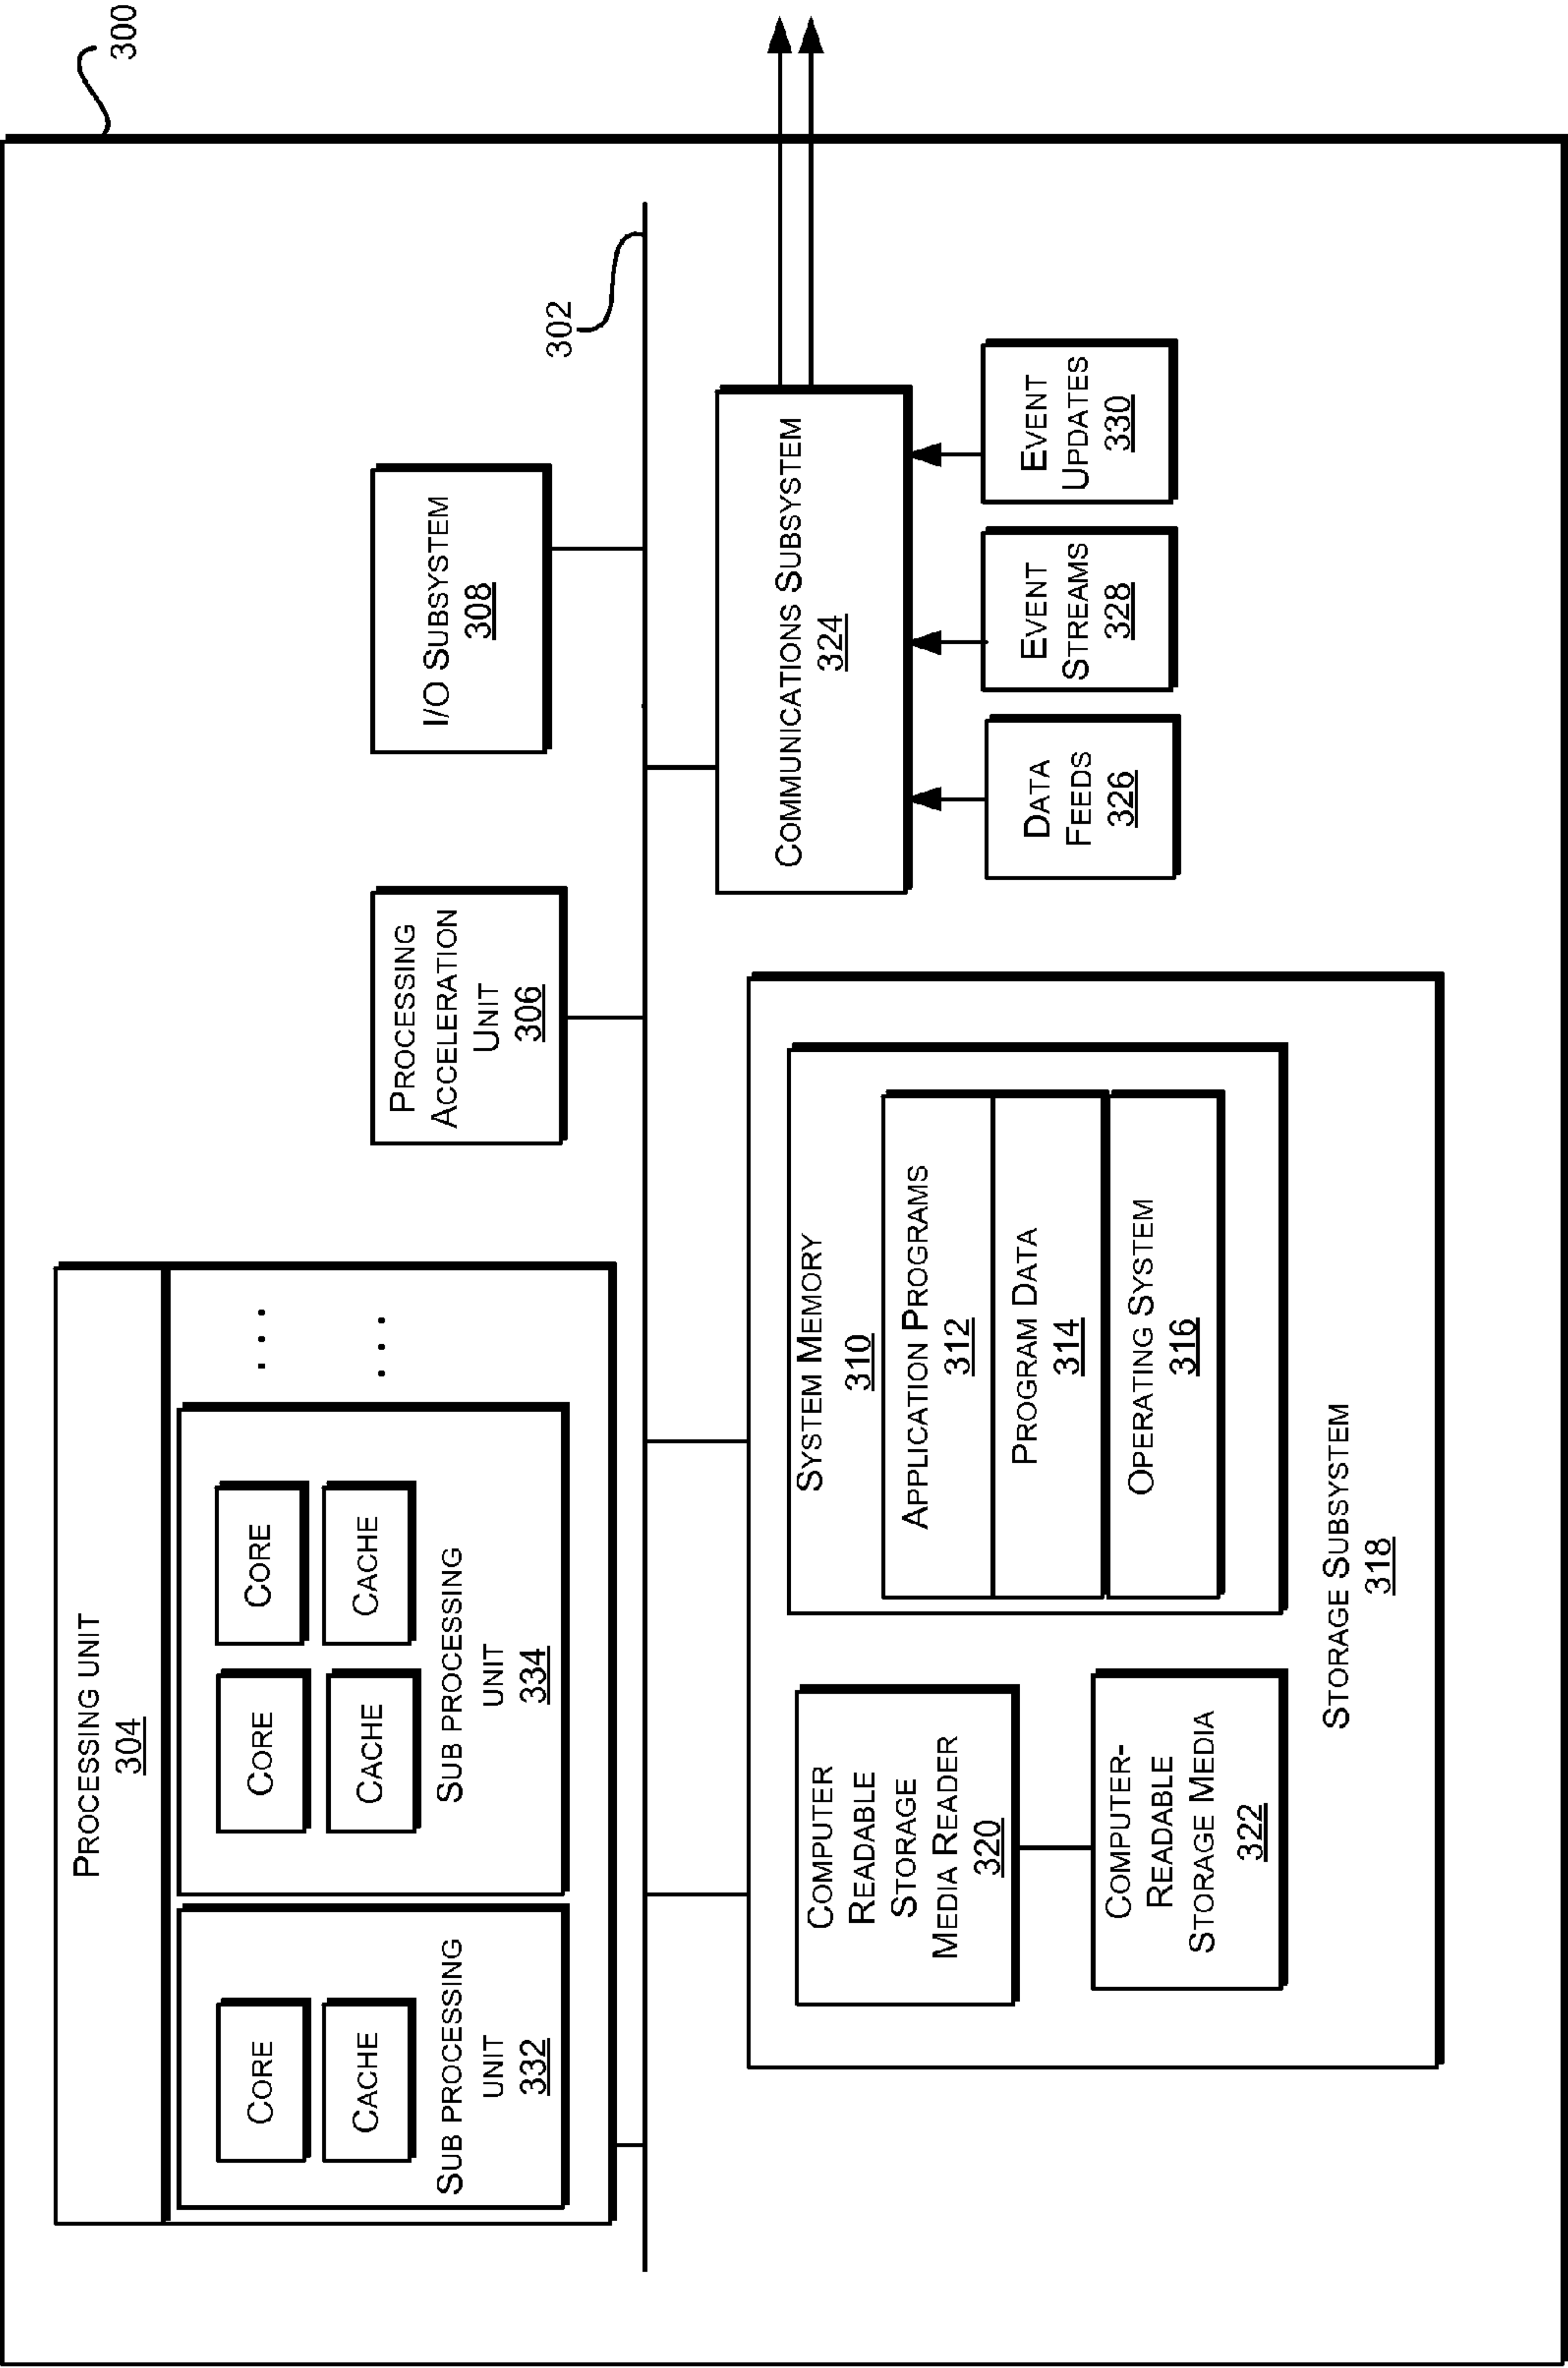 300
PROCESSING UNIT
304
CORE
CACHE
SUB PROCESSING
UNIT
332
CORE
CORE
CACHE
CACHE
SUB PROCESSING
UNIT
334
. . .
. . .
PROCESSING
ACCELERATION
UNIT
306
I/O SUBSYSTEM
308
302
COMPUTER
READABLE
STORAGE
MEDIA READER
320
COMPUTER-
READABLE
STORAGE MEDIA
322
SYSTEM MEMORY
310
APPLICATION PROGRAMS
312
PROGRAM DATA
314
OPERATING SYSTEM
316
STORAGE SUBSYSTEM
318
COMMUNICATIONS SUBSYSTEM
324
DATA
FEEDS
326
EVENT
STREAMS
328
EVENT
UPDATES
330